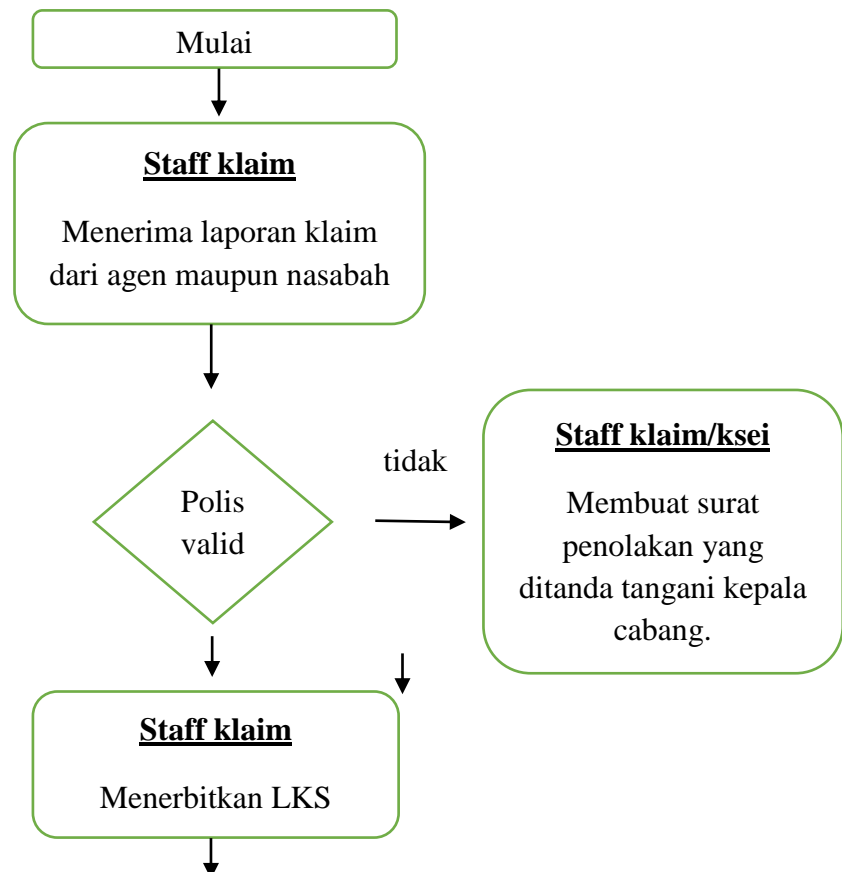 Mulai
Staff klaim
Menerima laporan klaim
dari agen maupun nasabah
Polis
valid
tidak
Staff klaim/ksei
Membuat surat
penolakan yang
ditanda tangani kepala
cabang.
Staff klaim
Menerbitkan LKS